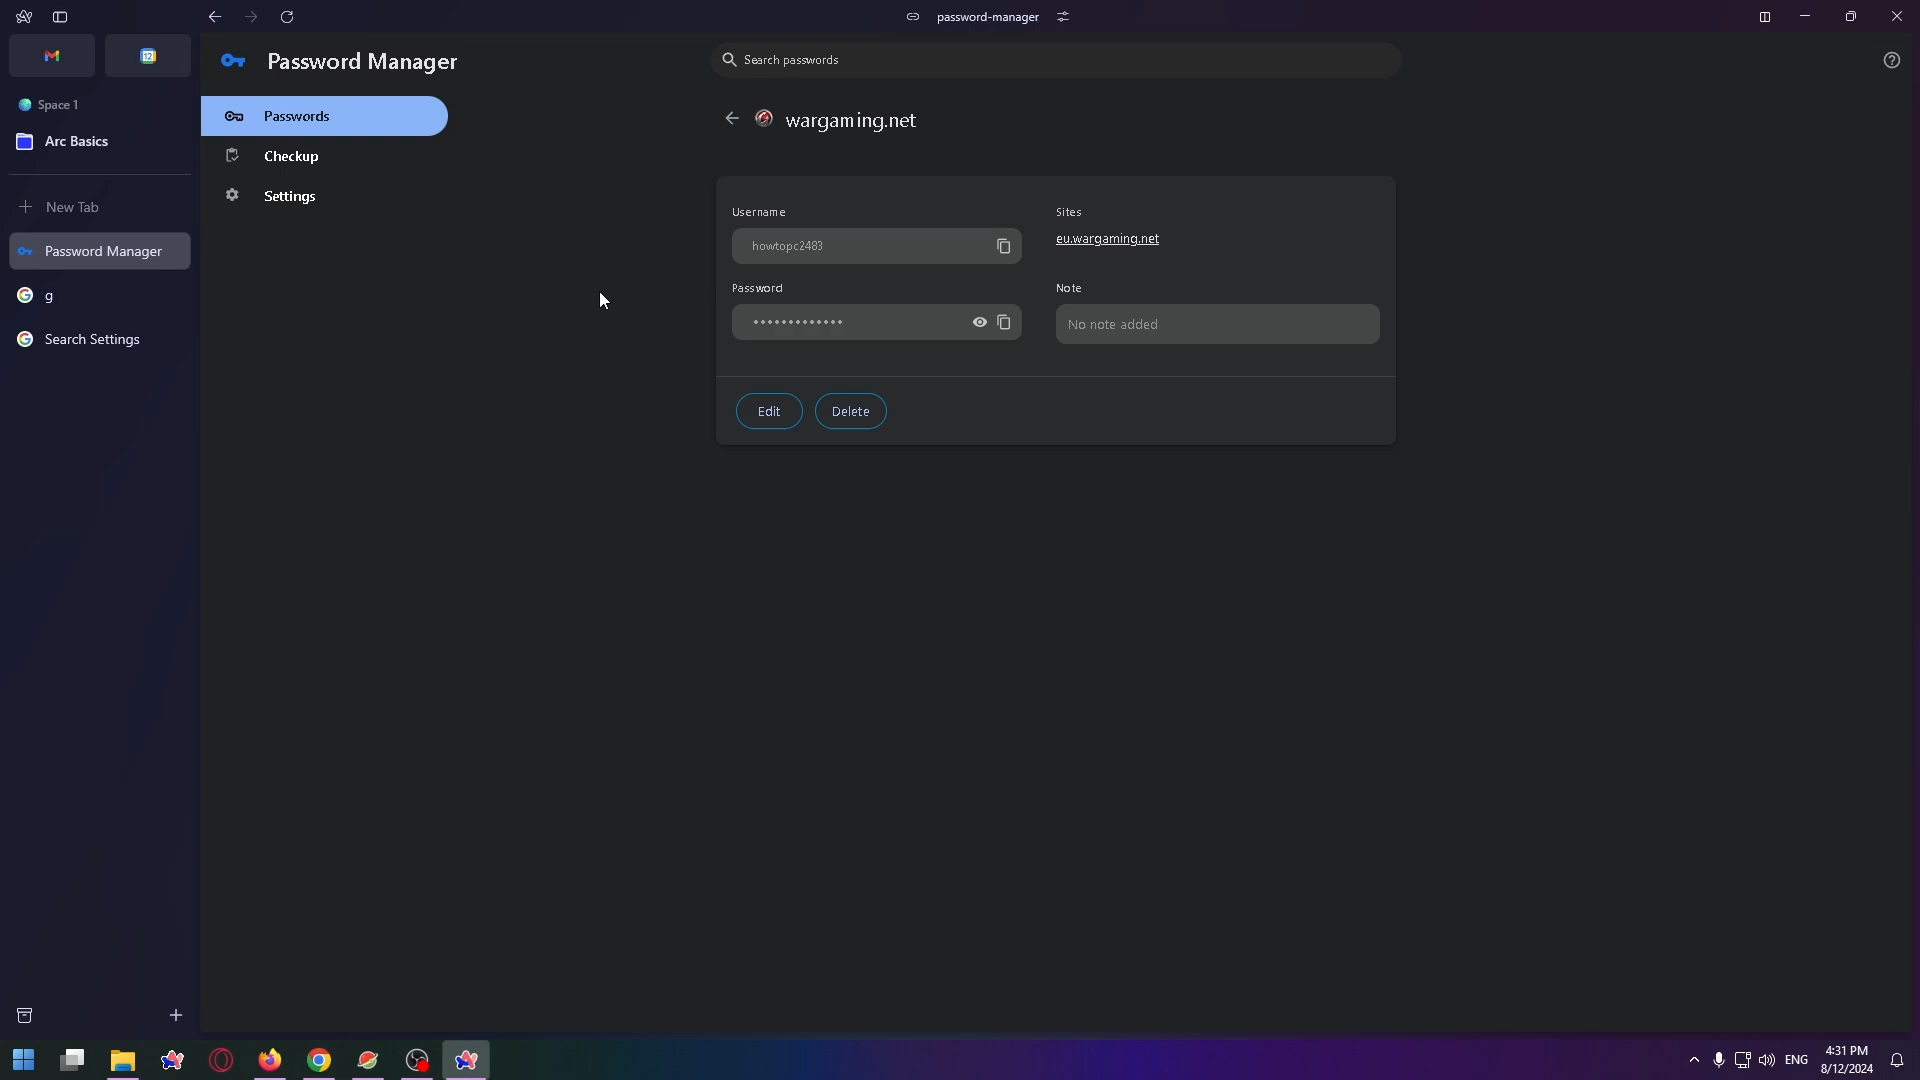 password-manager
12
Password Manager
Search passwords
Space 1
Passwords
wargaming.net
Arc Basics
Checkup
New Tab
Settings
Username
Sites
howtopc2483
eu.wargaming.net
Password Manager
Password
Note
g
•••••••••••••
No note added
Search Settings
Edit
Delete
ENG
4:31 PM
8/12/2024